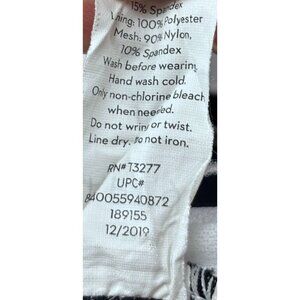 15% Spandex
Lining: 100% Polyester
Mesh: 90% Nylon,
10% Spandex
Wash before wearing.
Hand wash cold.
Only non-chlorine bleach
when needed.
Do not wring or twist.
Line dry. Do not iron.
RN# T3277
UPC#
840055940872
189155
12/2019